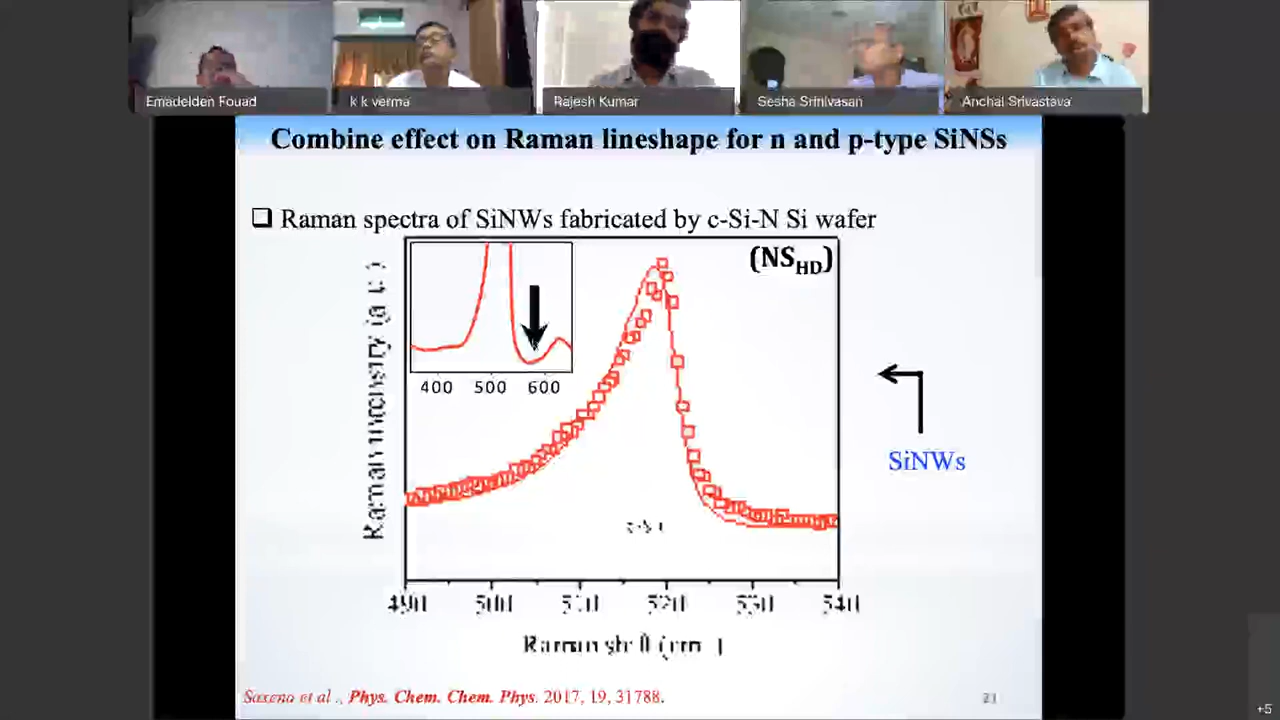 Emadelden Fouad
k k verma
Rajesh Kumar
Sesha Srinivasan
Anchal Srivastava
Combine effect on Raman lineshape for n and p-type SiNSs
❑ Raman spectra of SiNWs fabricated by c-Si-N Si wafer
(NS_HD)
400 500 600
Raman intensity (a.u.)
SiNWs
490 500 510 520 530 540
Raman shift
Saxena et al., Phys. Chem. Chem. Phys. 2017, 19, 31788.
21
+5